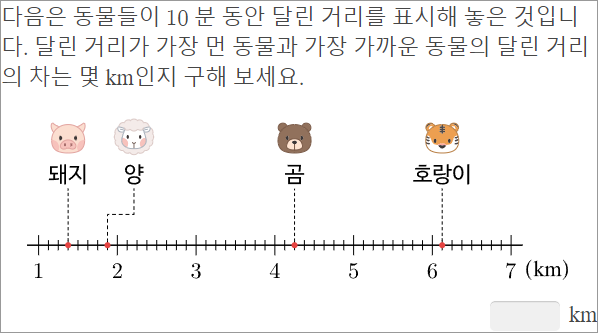 다음은 동물들이 10 분 동안 달린 거리를 표시해 놓은 것입니
다. 달린 거리가 가장 먼 동물과 가장 가까운 동물의 달린 거리
의 차는 몇 km인지 구해 보세요.
돼지 양 곰 호랑이
1 2 3 4 5 6 7 (km)
km